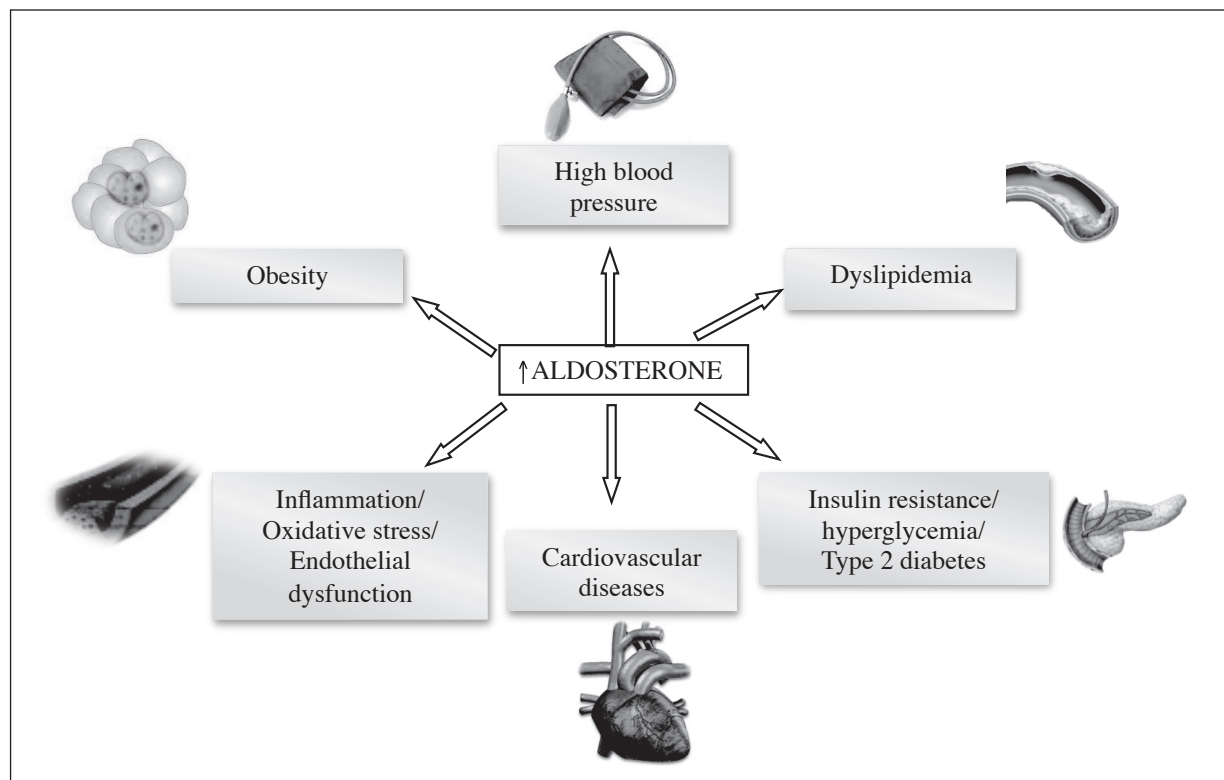 High blood
pressure
Obesity
Dyslipidemia
↑ALDOSTERONE
Inflammation/
Oxidative stress/
Endothelial
dysfunction
Cardiovascular
diseases
Insulin resistance/
hyperglycemia/
Type 2 diabetes